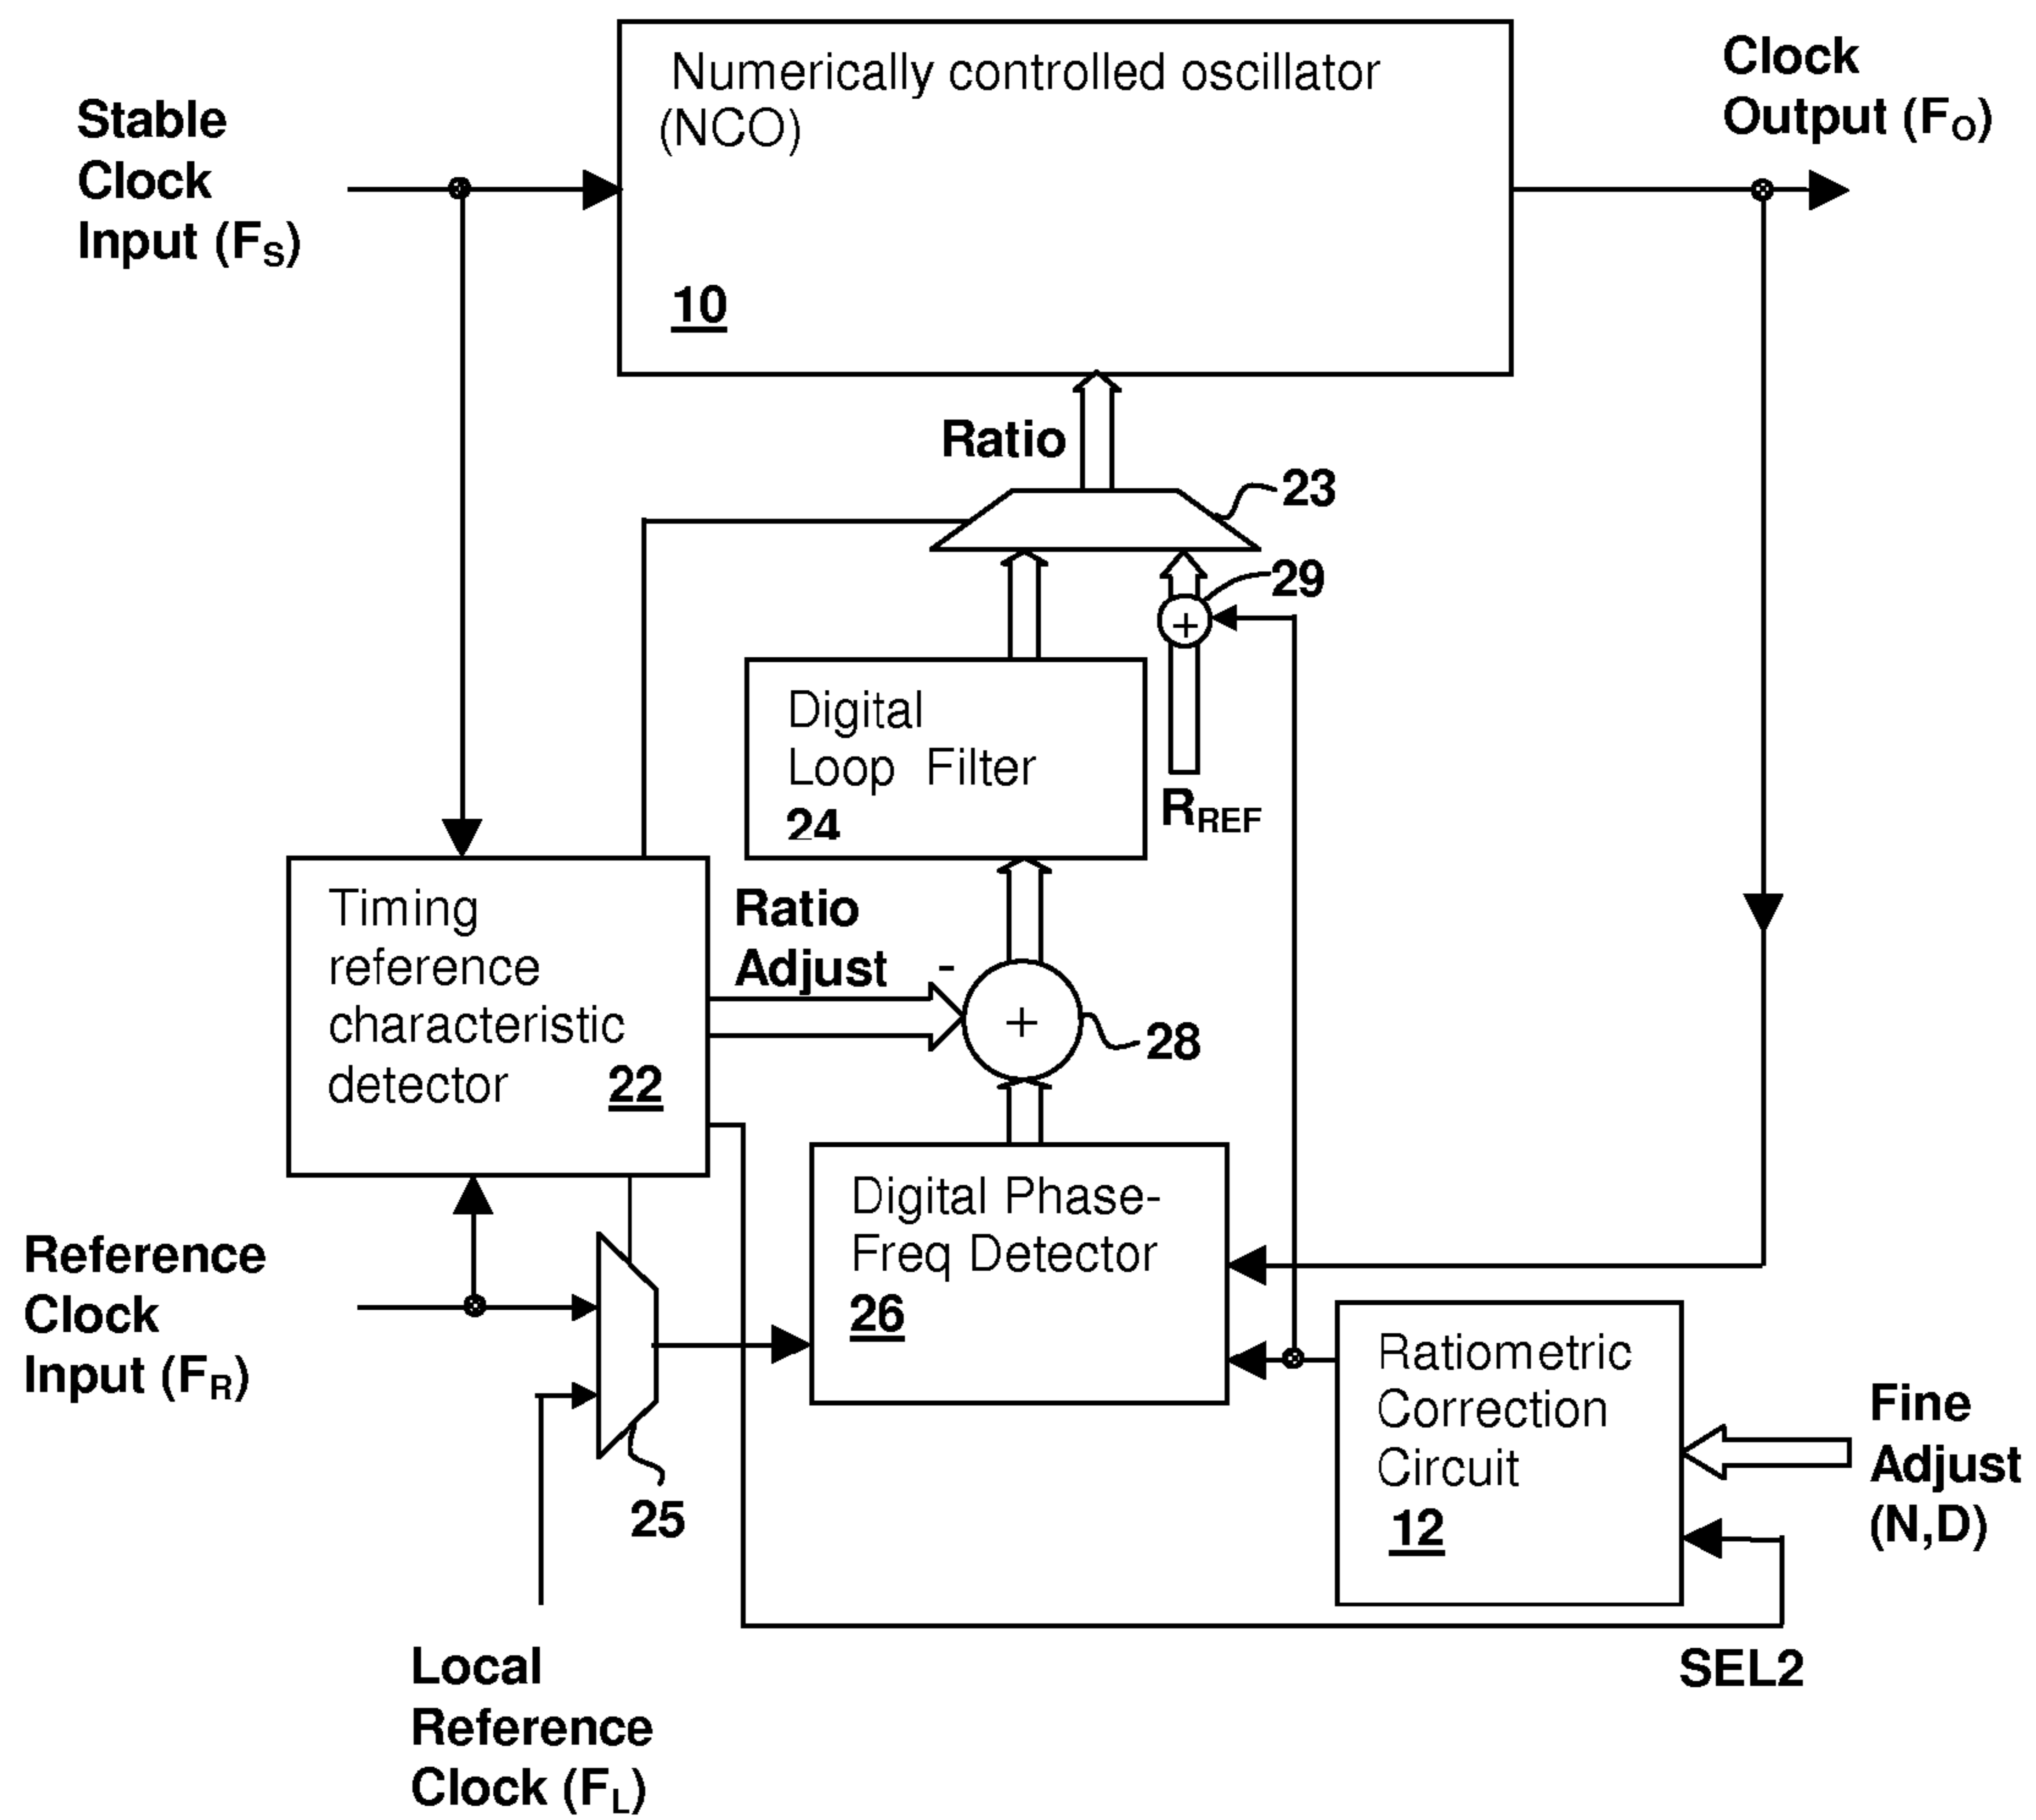 Numerically controlled oscillator
(NCO)
10
Stable
Clock
Input (FS)
Clock
Output (FO)
Ratio
23
29
Digital
Loop Filter
24
RREF
Timing
reference
characteristic
detector 22
Ratio
Adjust -
+
+
28
Digital Phase-
Freq Detector
26
Reference
Clock
Input (FR)
25
Ratiometric
Correction
Circuit
12
Fine
Adjust
(N,D)
SEL2
Local
Reference
Clock (FL)